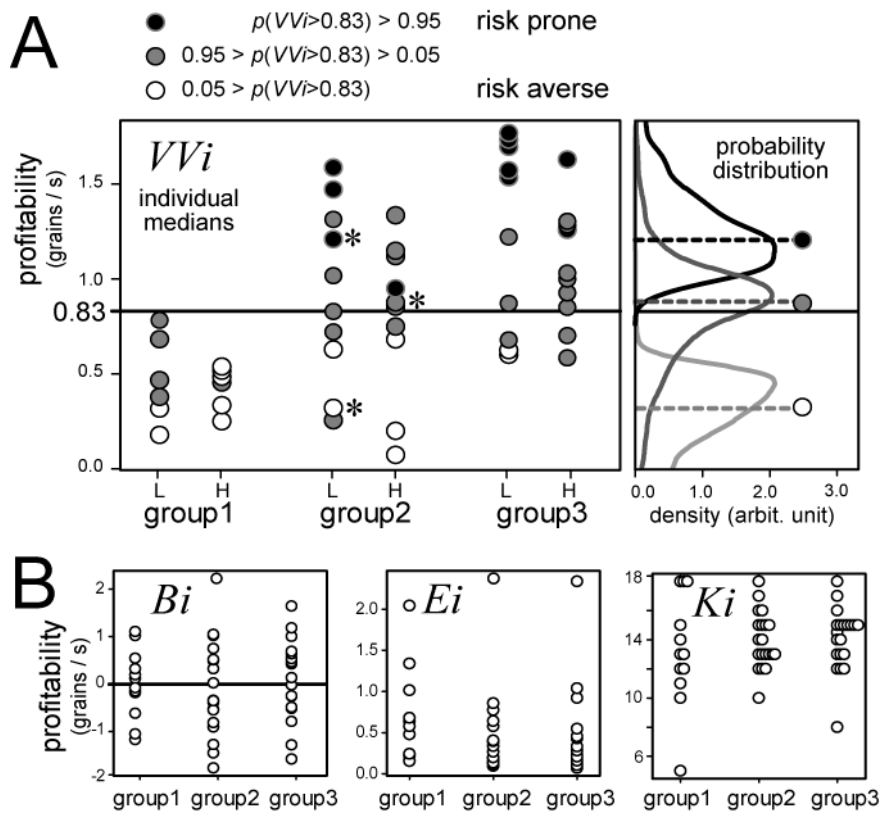 A
p(VVi>0.83) > 0.95 risk prone
0.95 > p(VVi>0.83) > 0.05
0.05 > p(VVi>0.83) risk averse
profitability
(grains / s)
VVi
individual
medians
1.5
1.0
0.83
0.5
0.0
*
*
*
L H L H L H
group1 group2 group3
probability
distribution
0.0 1.0 2.0 3.0
density (arbit. unit)
B
profitability
(grains / s)
Bi
2
1
0
-1
-2
group1 group2 group3
Ei
2.0
1.5
1.0
0.5
0.0
group1 group2 group3
Ki
18
14
10
6
group1 group2 group3